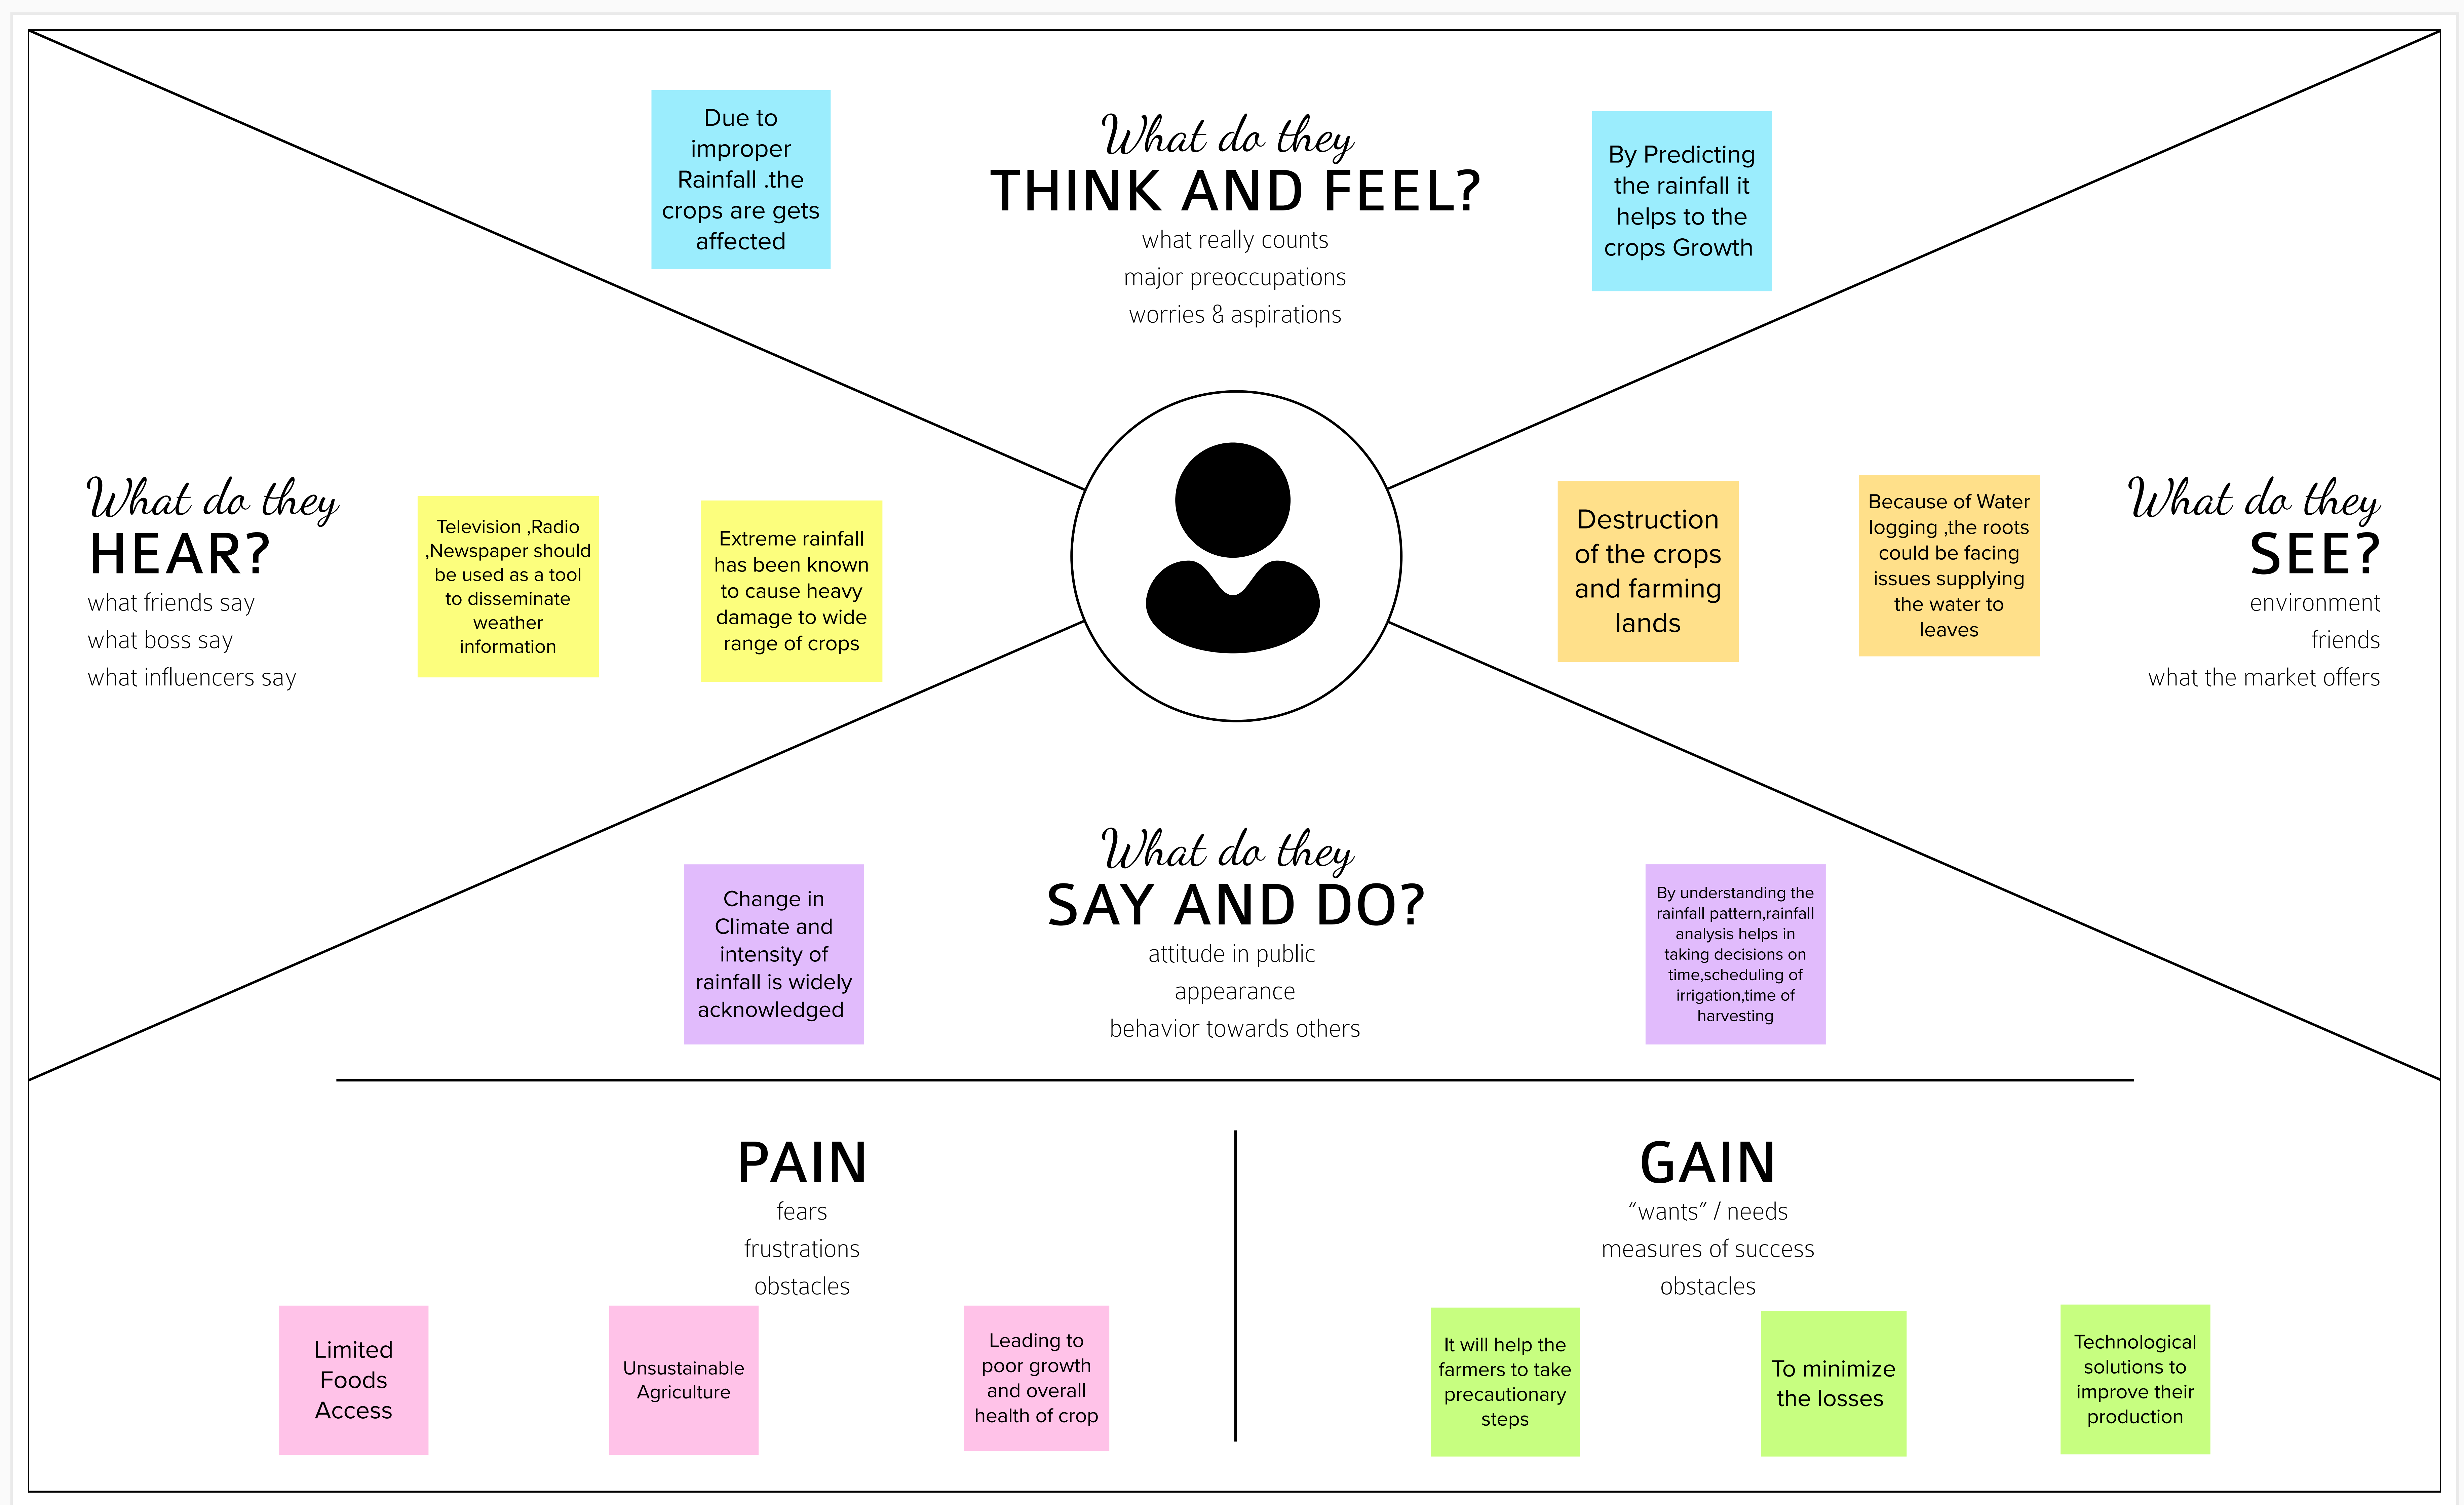 What do they
THINK AND FEEL?
what really counts
major preoccupations
worries & aspirations
Due to
improper
Rainfall .the
crops are gets
affected
By Predicting
the rainfall it
helps to the
crops Growth
What do they
HEAR?
what friends say
what boss say
what influencers say
Television ,Radio
,Newspaper should
be used as a tool
to disseminate
weather
information
Extreme rainfall
has been known
to cause heavy
damage to wide
range of crops
Destruction
of the crops
and farming
lands
Because of Water
logging ,the roots
could be facing
issues supplying
the water to
leaves
What do they
SEE?
environment
friends
what the market offers
What do they
SAY AND DO?
attitude in public
appearance
behavior towards others
Change in
Climate and
intensity of
rainfall is widely
acknowledged
By understanding the
rainfall pattern,rainfall
analysis helps in
taking decisions on
time,scheduling of
irrigation,time of
harvesting
PAIN
fears
frustrations
obstacles
Limited
Foods
Access
Unsustainable
Agriculture
Leading to
poor growth
and overall
health of crop
GAIN
“wants” / needs
measures of success
obstacles
It will help the
farmers to take
precautionary
steps
To minimize
the losses
Technological
solutions to
improve their
production